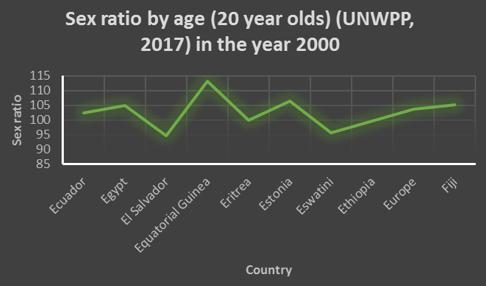 Sex ratio by age (20 year olds) (UNWPP,
2017) in the year 2000
Sex ratio
115
110
105
100
95
90
85
Ecuador
Egypt
El Salvador
Equatorial Guinea
Eritrea
Estonia
Eswatini
Ethiopia
Europe
Fiji
Country